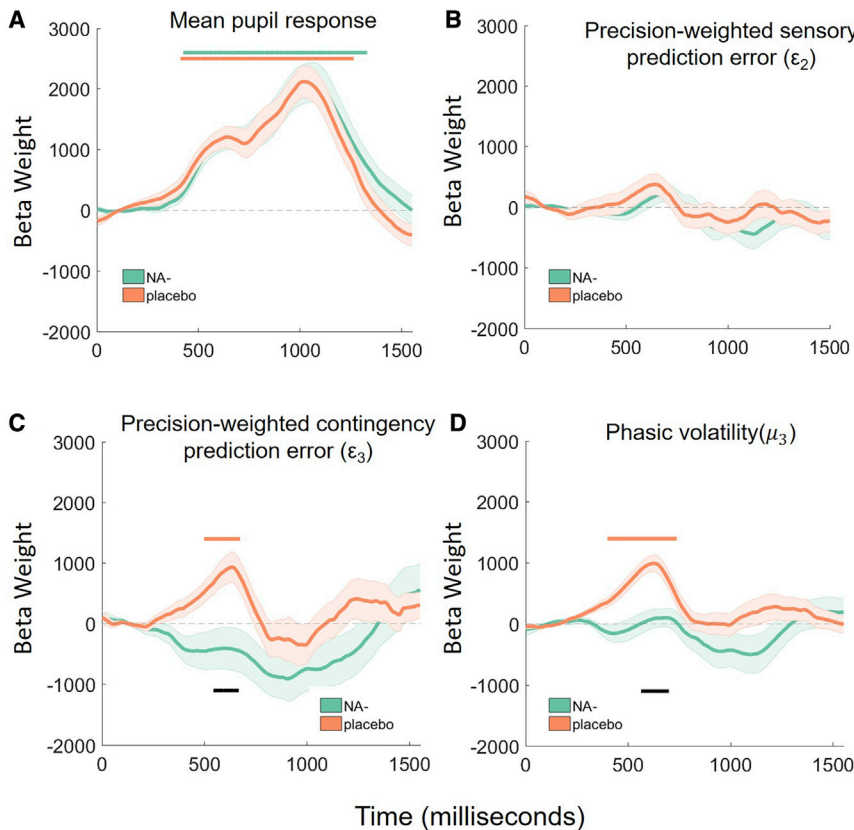 A
Mean pupil response
3000
2000
1000
0
-1000
-2000
Beta Weight
NA-
placebo
0 500 1000 1500
B
Precision-weighted sensory
prediction error (ε₂)
3000
2000
1000
0
-1000
-2000
Beta Weight
NA-
placebo
0 500 1000 1500
C
Precision-weighted contingency
prediction error (ε₃)
3000
2000
1000
0
-1000
-2000
Beta Weight
NA-
placebo
0 500 1000 1500
D
Phasic volatility(μ₃)
3000
2000
1000
0
-1000
-2000
Beta Weight
NA-
placebo
0 500 1000 1500
Time (milliseconds)